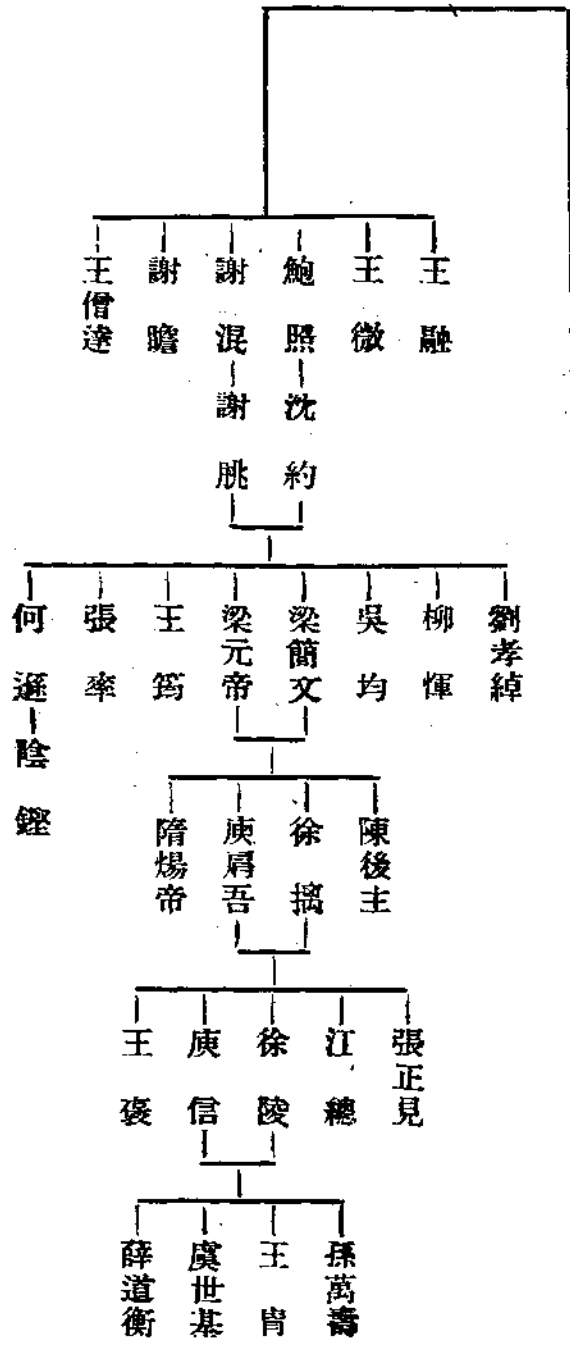 王融
王微
鮑照
沈約
謝混
謝朓
謝瞻
王僧達
劉孝綽
柳惲
吳均
梁簡文
梁元帝
王筠
張率
何遜
陰鏗
陳後主
徐摛
庾肩吾
隋煬帝
張正見
江總
徐陵
庾信
王褒
孫萬壽
王冑
虞世基
薛道衡